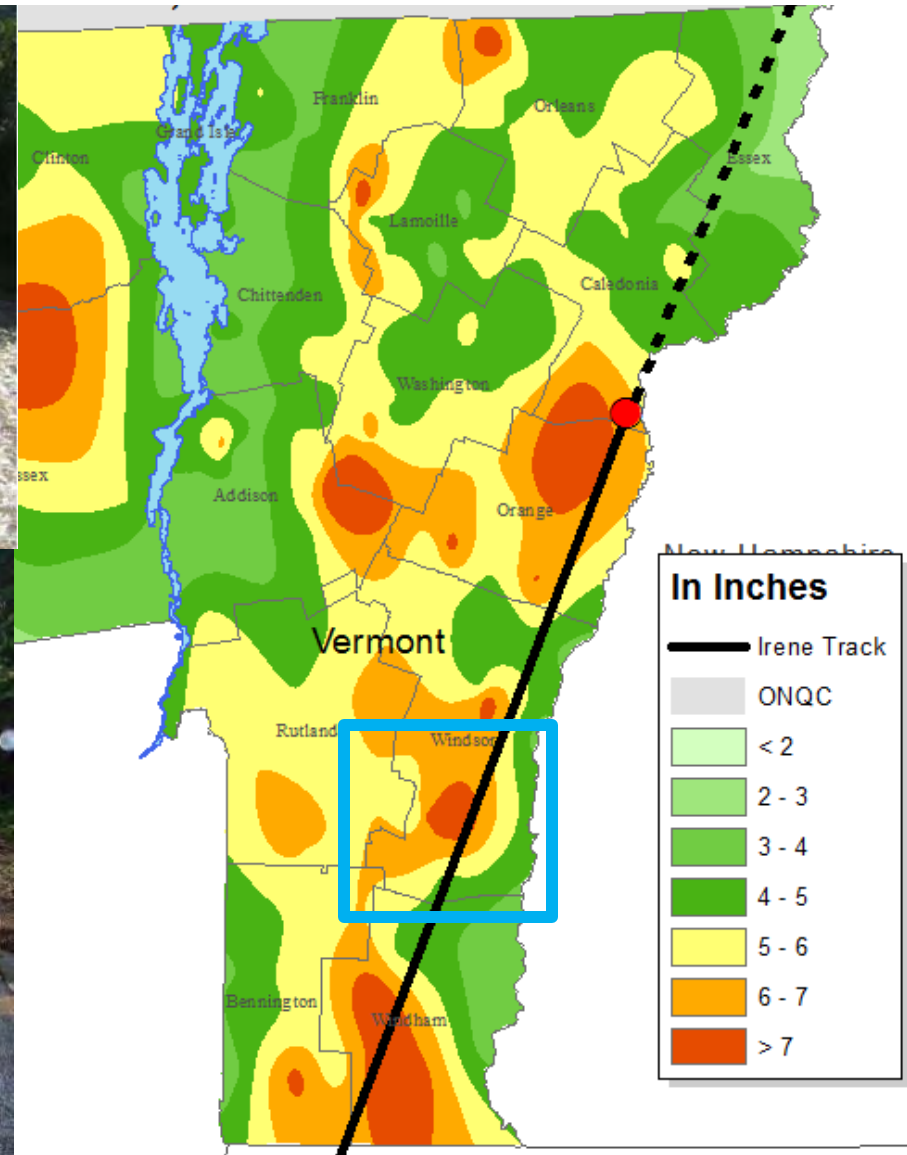 Franklin
Orleans
Grand Isle
Clinton
Essex
Lamoille
Caledonia
Chittenden
Washington
ssex
Addison
Orange
New Hampshire
In Inches
Irene Track
Vermont
ONQC
Rutland
Windsor
< 2
2 - 3
3 - 4
4 - 5
5 - 6
Bennington
6 - 7
Windham
> 7